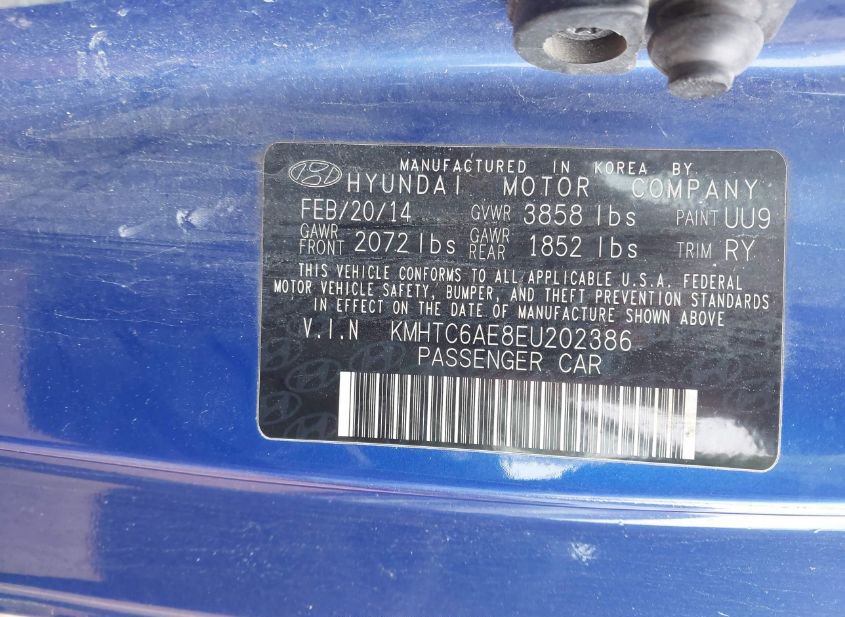 MANUFACTURED IN KOREA BY
HYUNDAI MOTOR COMPANY
FEB/20/14 GVWR 3858 lbs PAINT UU9
GAWR FRONT 2072 lbs GAWR REAR 1852 lbs TRIM. RY
THIS VEHICLE CONFORMS TO ALL APPLICABLE U.S.A. FEDERAL
MOTOR VEHICLE SAFETY, BUMPER, AND THEFT PREVENTION STANDARDS
IN EFFECT ON THE DATE OF MANUFACTURE SHOWN ABOVE
V.I.N KMHTC6AE8EU202386
PASSENGER CAR